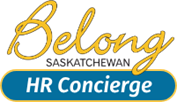 Belong
SASKATCHEWAN
HR Concierge